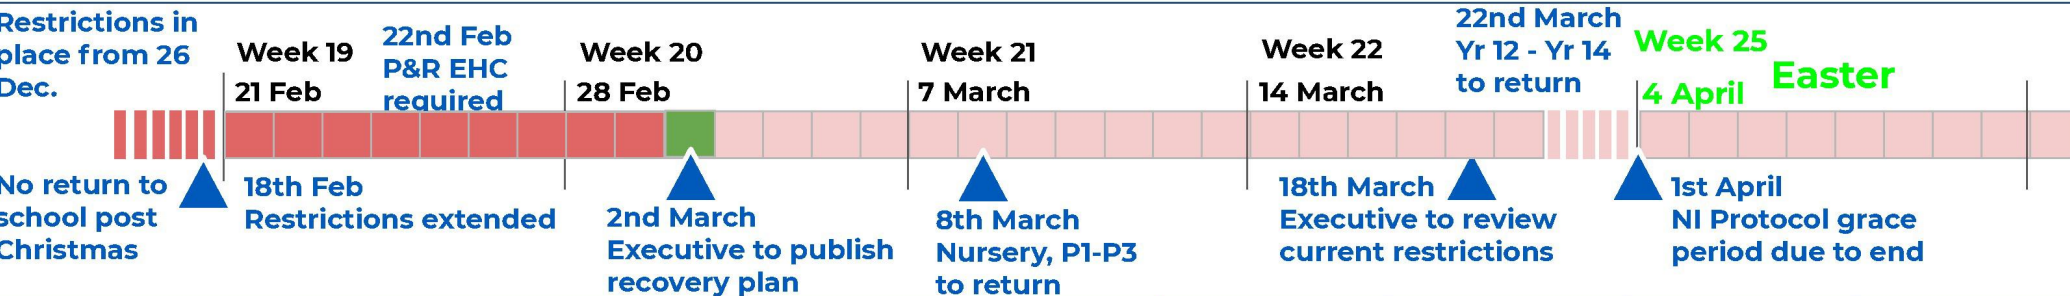 Restrictions in
place from 26
Dec.
Week 19
21 Feb
22nd Feb
P&R EHC
required
Week 20
28 Feb
Week 21
7 March
Week 22
14 March
22nd March
Yr 12 - Yr 14
to return
Week 25
4 April
Easter
No return to
school post
Christmas
18th Feb
Restrictions extended
2nd March
Executive to publish
recovery plan
8th March
Nursery, P1-P3
to return
18th March
Executive to review
current restrictions
1st April
NI Protocol grace
period due to end